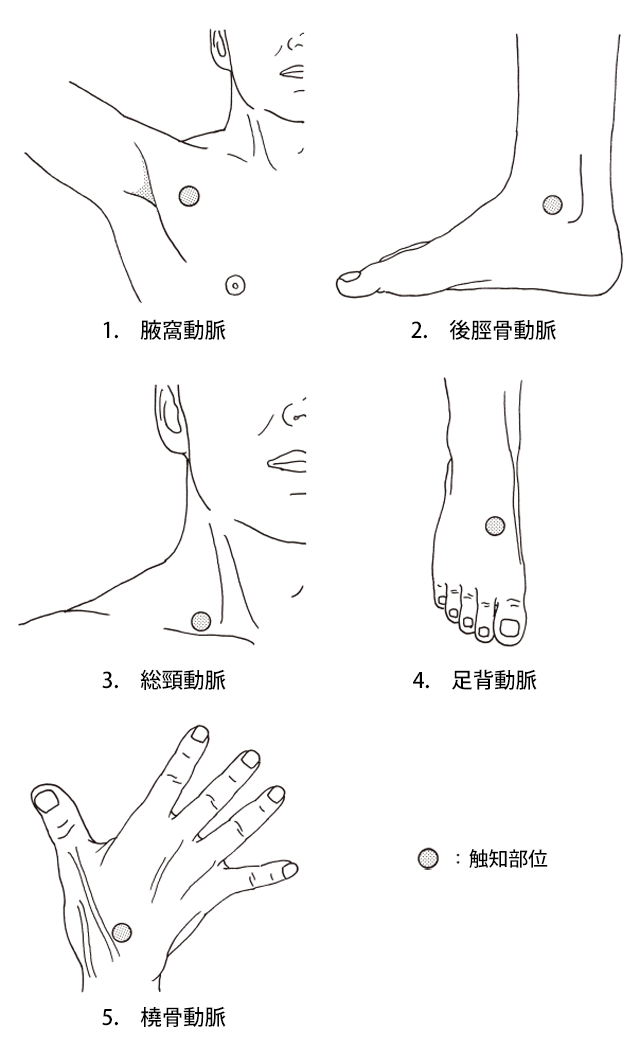 1. 腋窩動脈
2. 後脛骨動脈
3. 総頸動脈
4. 足背動脈
5. 橈骨動脈
：触知部位